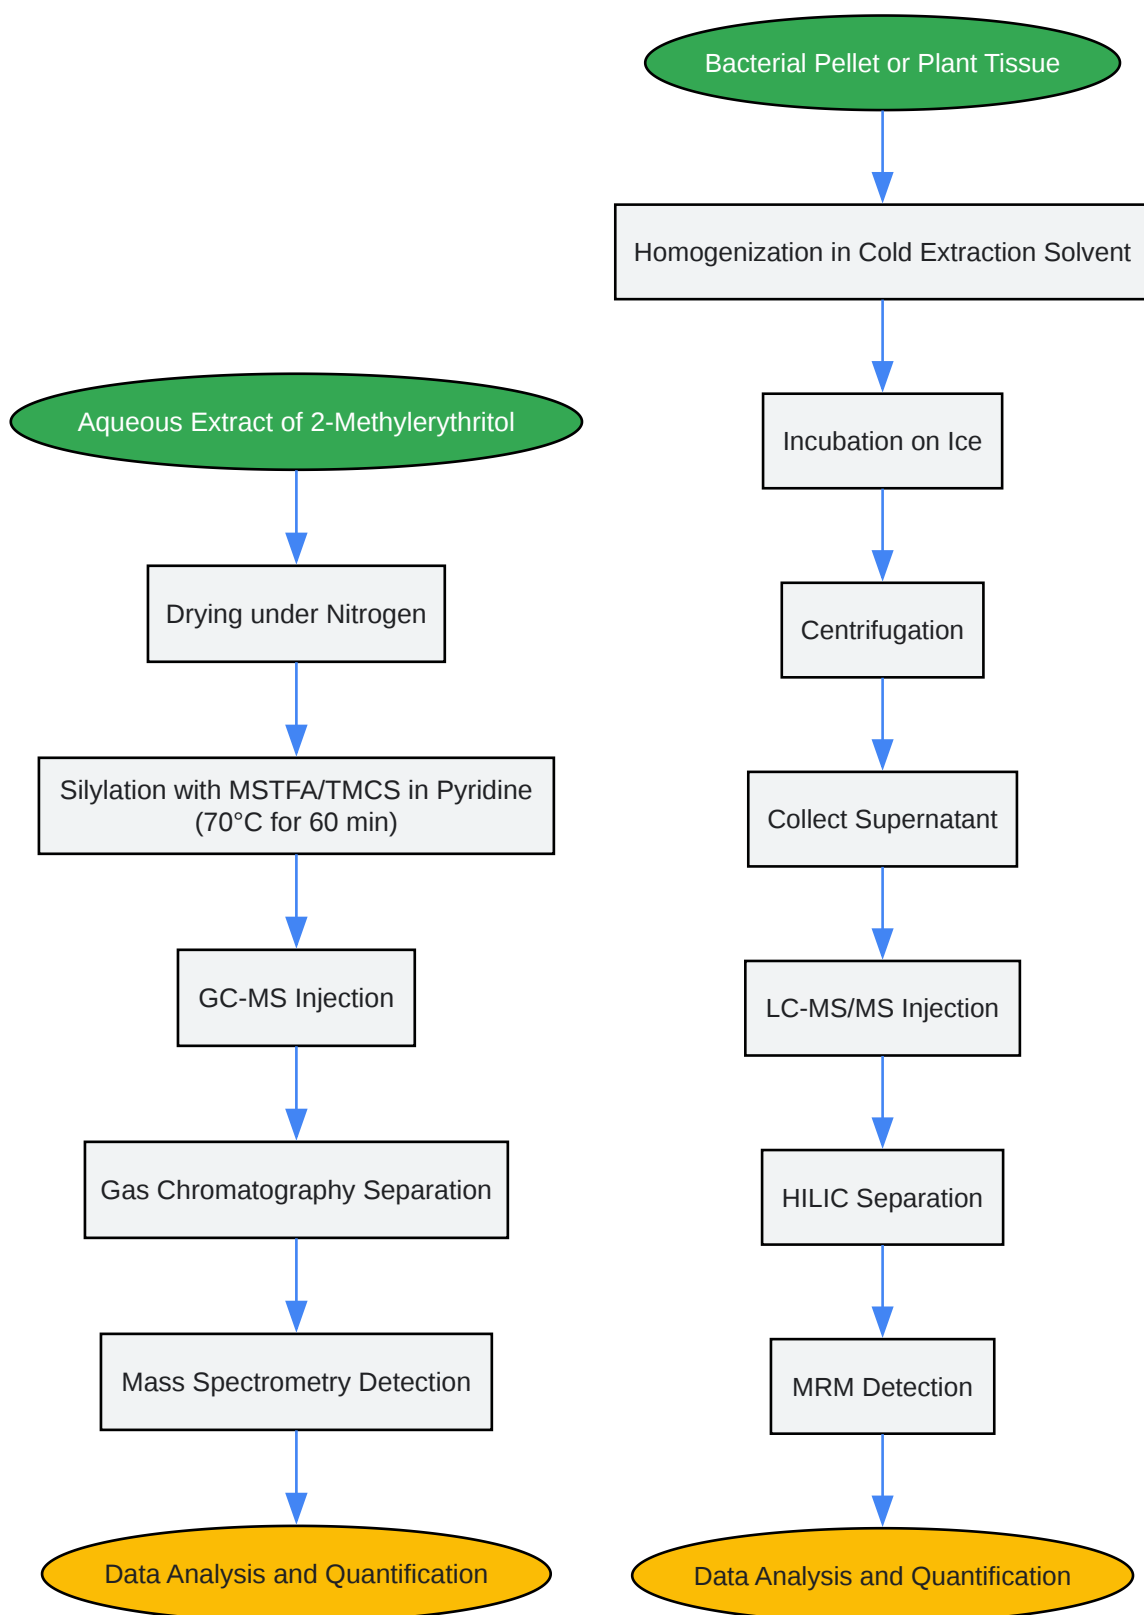 Aqueous Extract of 2-Methylerythritol
Drying under Nitrogen
Silylation with MSTFA/TMCS in Pyridine
(70°C for 60 min)
GC-MS Injection
Gas Chromatography Separation
Mass Spectrometry Detection
Data Analysis and Quantification
Bacterial Pellet or Plant Tissue
Homogenization in Cold Extraction Solvent
Incubation on Ice
Centrifugation
Collect Supernatant
LC-MS/MS Injection
HILIC Separation
MRM Detection
Data Analysis and Quantification